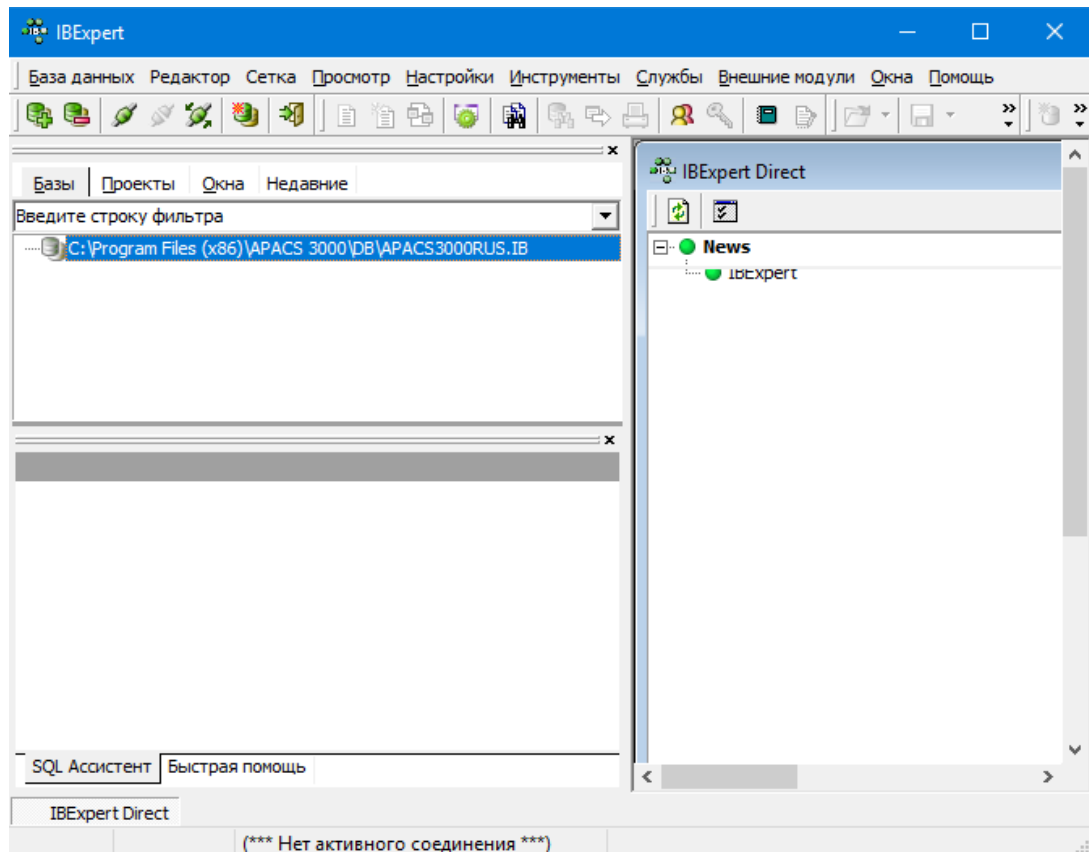 IBExpert
База данных Редактор Сетка Просмотр Настройки Инструменты Службы Внешние модули Окна Помощь
Базы Проекты Окна Недавние
Введите строку фильтра
C:\Program Files (x86)\APACS 3000\DB\APACS3000RUS.IB
IBExpert Direct
News
IBExpert
SQL Ассистент Быстрая помощь
IBExpert Direct
(*** Нет активного соединения ***)